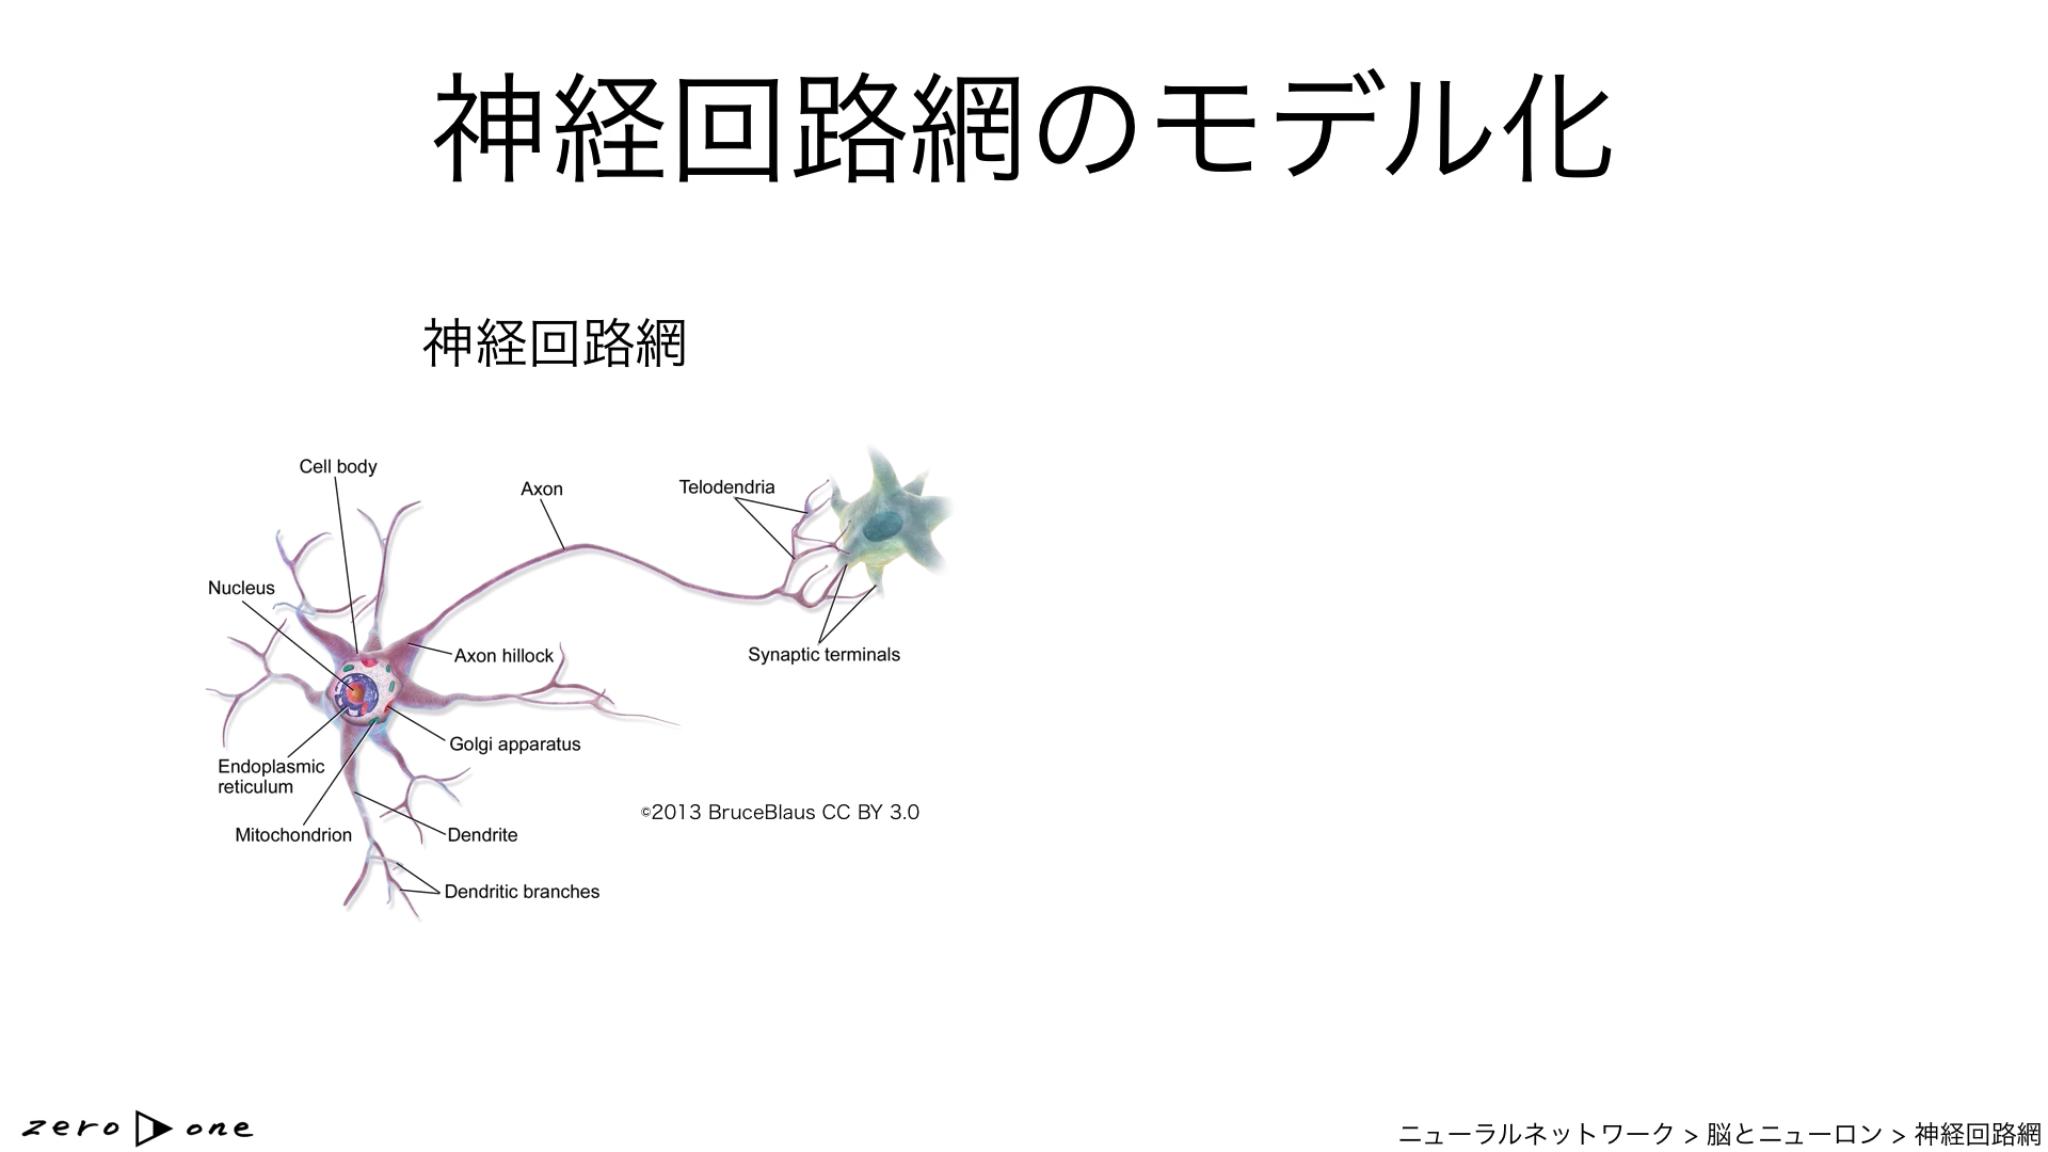 神経回路網のモデル化
神経回路網
Cell body
Axon
Telodendria
Nucleus
Axon hillock
Synaptic terminals
Golgi apparatus
Endoplasmic
reticulum
©2013 BruceBlaus CC BY 3.0
Mitochondrion
Dendrite
Dendritic branches
zero one
ニューラルネットワーク > 脳とニューロン > 神経回路網